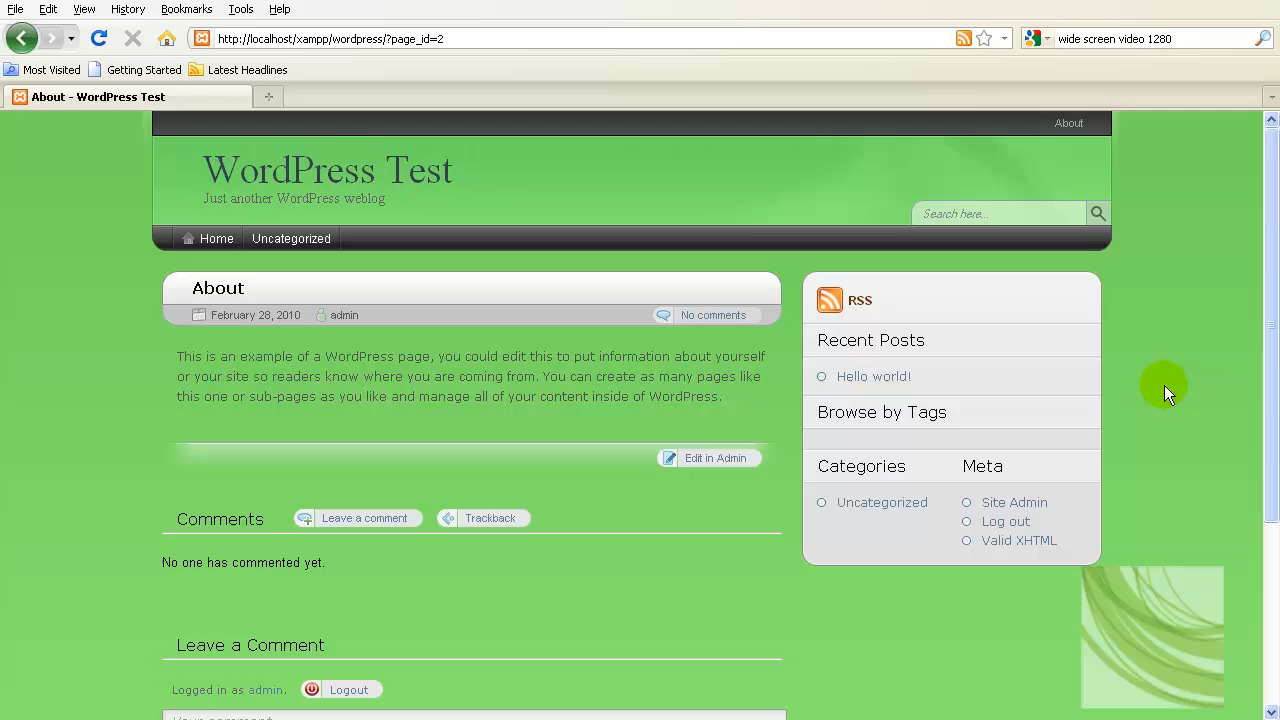 File Edit View History Bookmarks Tools Help
http://localhost/xampp/wordpress/?page_id=2
wide screen video 1280
Most Visited Getting Started Latest Headlines
About - WordPress Test
About
WordPress Test
Just another WordPress weblog
Search here...
Home Uncategorized
About
February 28, 2010 admin No comments
This is an example of a WordPress page, you could edit this to put information about yourself
or your site so readers know where you are coming from. You can create as many pages like
this one or sub-pages as you like and manage all of your content inside of WordPress.
Edit in Admin
Comments Leave a comment Trackback
No one has commented yet.
Leave a Comment
Logged in as admin. Logout
Your comment
RSS
Recent Posts
Hello world!
Browse by Tags
Categories Meta
Uncategorized Site Admin
Log out
Valid XHTML